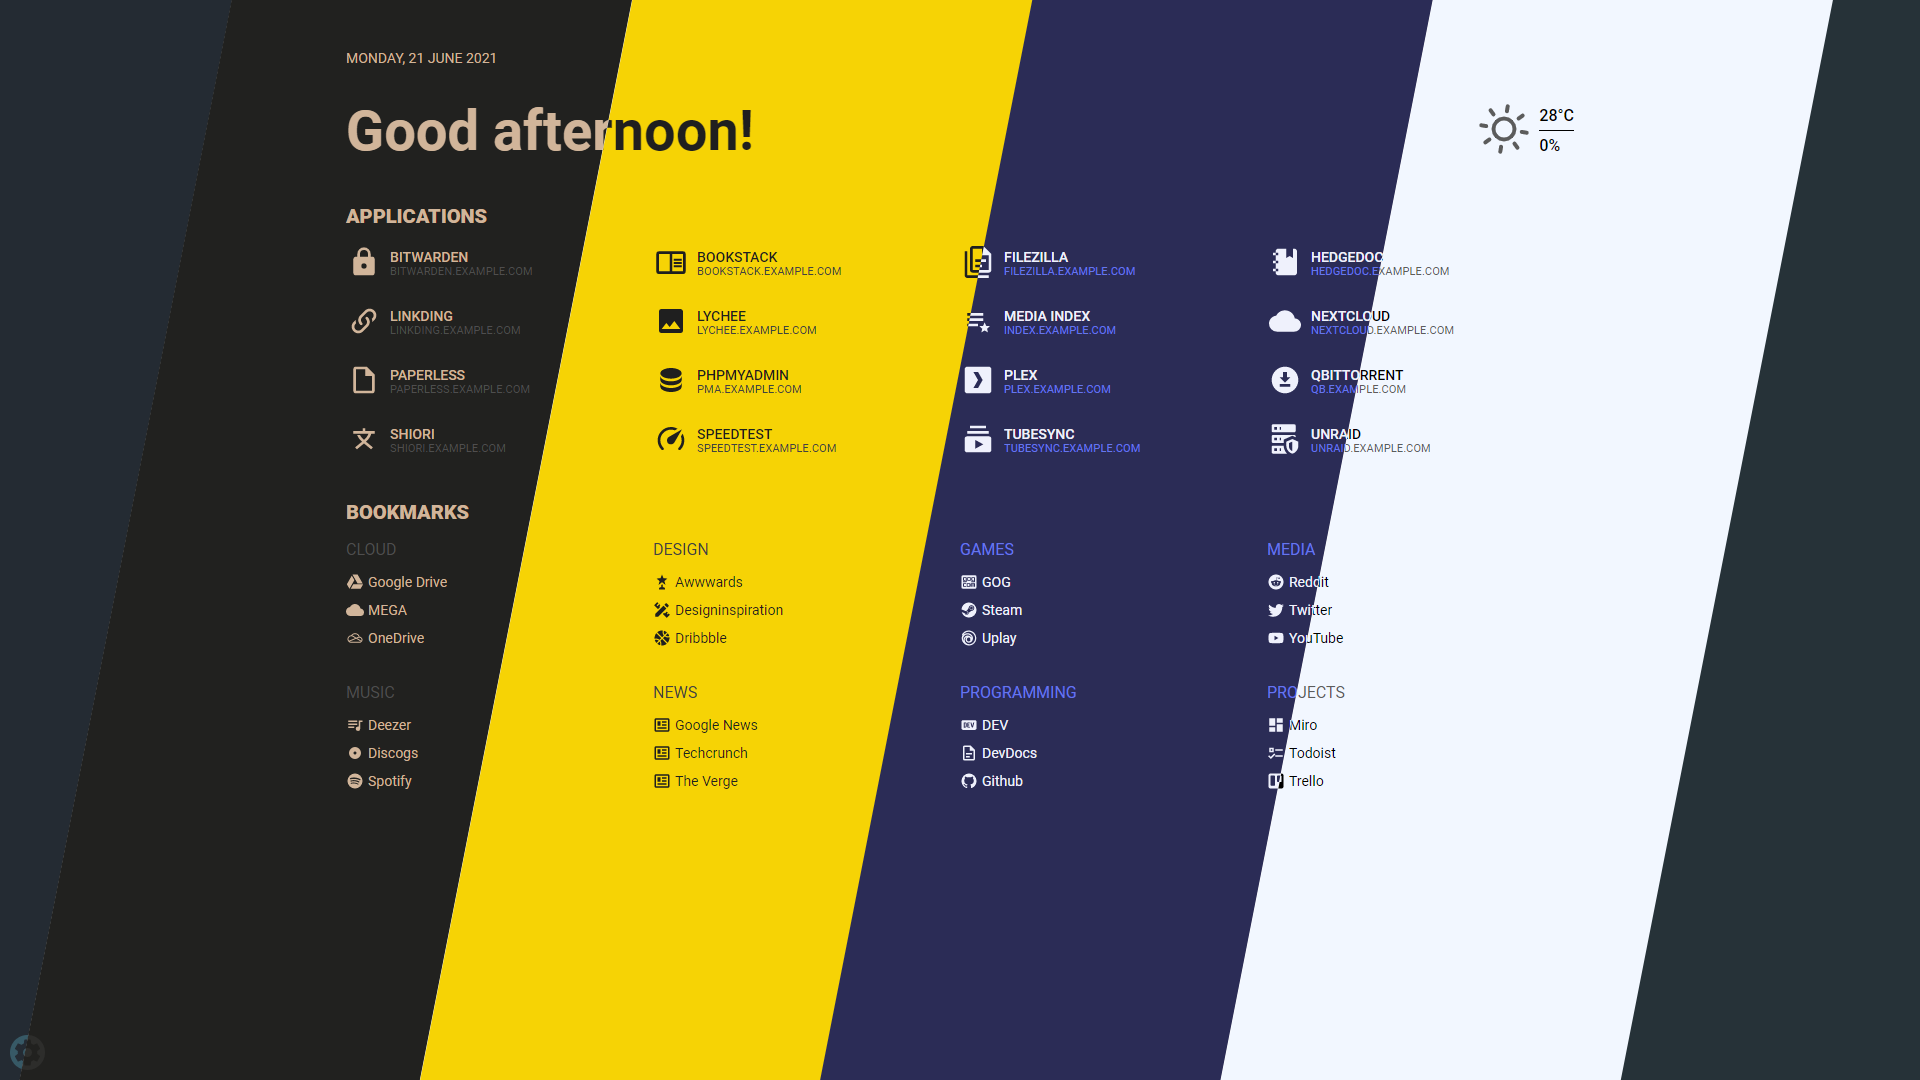 MONDAY, 21 JUNE 2021
Good afternoon!
28°C
0%
APPLICATIONS
BITWARDEN
BITWARDEN.EXAMPLE.COM
BOOKSTACK
BOOKSTACK.EXAMPLE.COM
FILEZILLA
FILEZILLA.EXAMPLE.COM
HEDGEDOC
HEDGEDOC.EXAMPLE.COM
LINKDING
LINKDING.EXAMPLE.COM
LYCHEE
LYCHEE.EXAMPLE.COM
MEDIA INDEX
INDEX.EXAMPLE.COM
NEXTCLOUD
NEXTCLOUD.EXAMPLE.COM
PAPERLESS
PAPERLESS.EXAMPLE.COM
PHPMYADMIN
PMA.EXAMPLE.COM
PLEX
PLEX.EXAMPLE.COM
QBITTORRENT
QB.EXAMPLE.COM
SHIORI
SHIORI.EXAMPLE.COM
SPEEDTEST
SPEEDTEST.EXAMPLE.COM
TUBESYNC
TUBESYNC.EXAMPLE.COM
UNRAID
UNRAID.EXAMPLE.COM
BOOKMARKS
CLOUD
Google Drive
MEGA
OneDrive
DESIGN
Awwwards
Designinspiration
Dribbble
GAMES
GOG
Steam
Uplay
MEDIA
Reddit
Twitter
YouTube
MUSIC
Deezer
Discogs
Spotify
NEWS
Google News
Techcrunch
The Verge
PROGRAMMING
DEV
DevDocs
Github
PROJECTS
Miro
Todoist
Trello